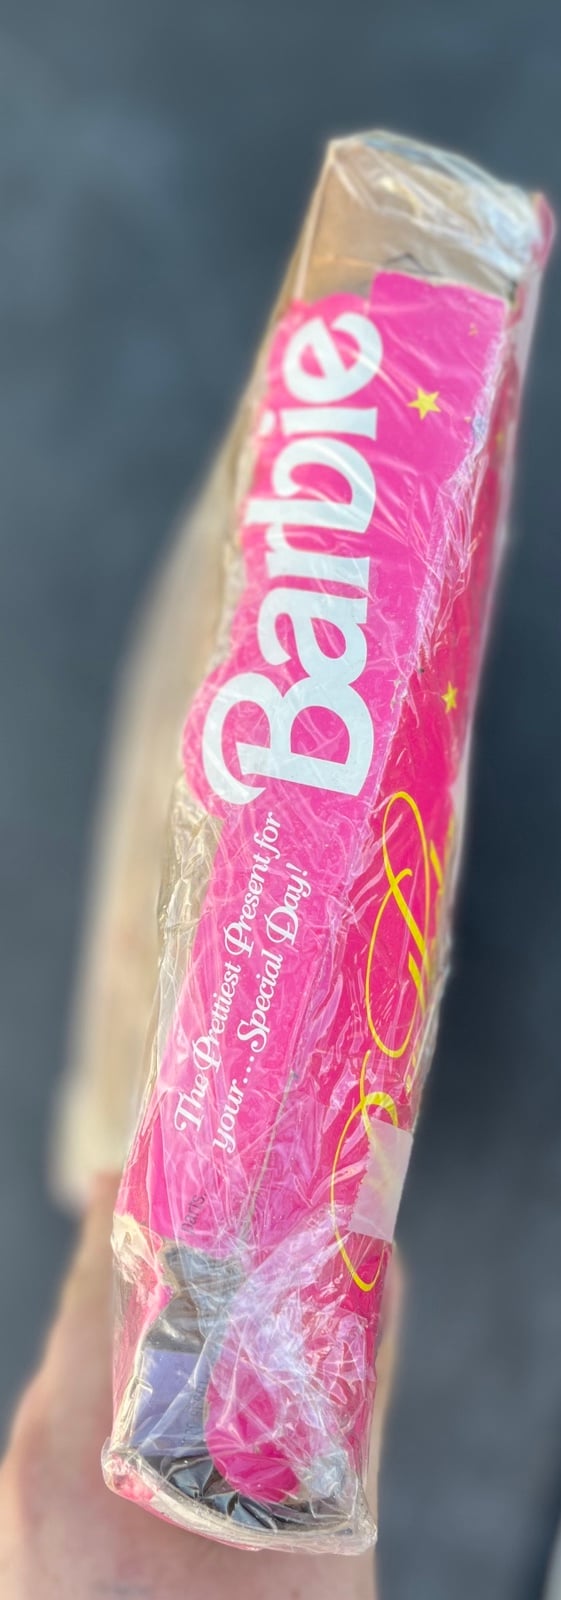 Barbie
The Prettiest Present for
your...Special Day!